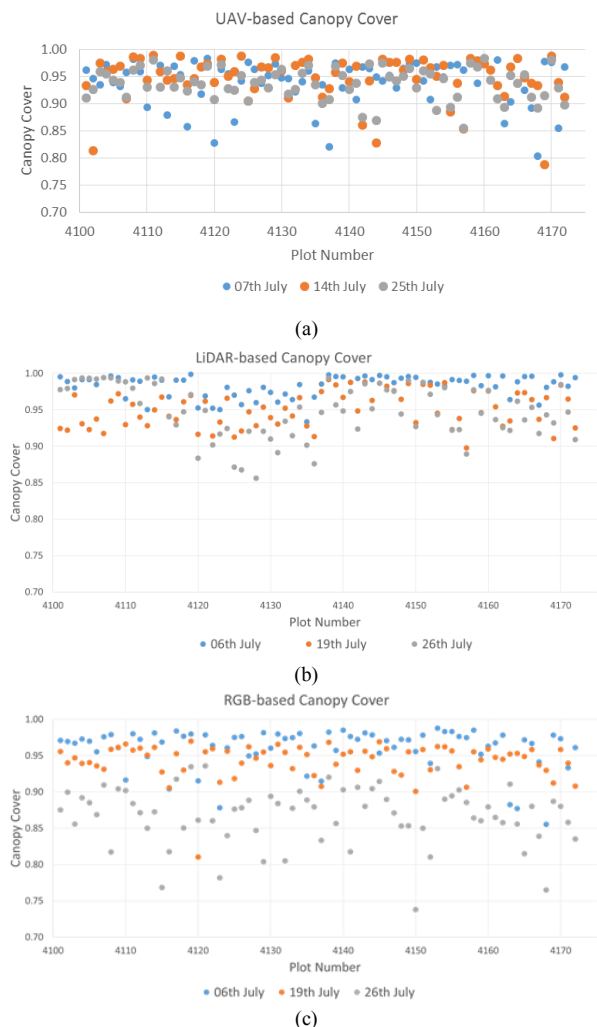 UAV-based Canopy Cover
Canopy Cover
1.00
0.95
0.90
0.85
0.80
0.75
0.70
4100 4110 4120 4130 4140 4150 4160 4170
Plot Number
07th July 14th July 25th July
(a)
LiDAR-based Canopy Cover
Canopy Cover
1.00
0.95
0.90
0.85
0.80
0.75
0.70
4100 4110 4120 4130 4140 4150 4160 4170
Plot Number
06th July 19th July 26th July
(b)
RGB-based Canopy Cover
Canopy Cover
1.00
0.95
0.90
0.85
0.80
0.75
0.70
4100 4110 4120 4130 4140 4150 4160 4170
Plot Number
06th July 19th July 26th July
(c)